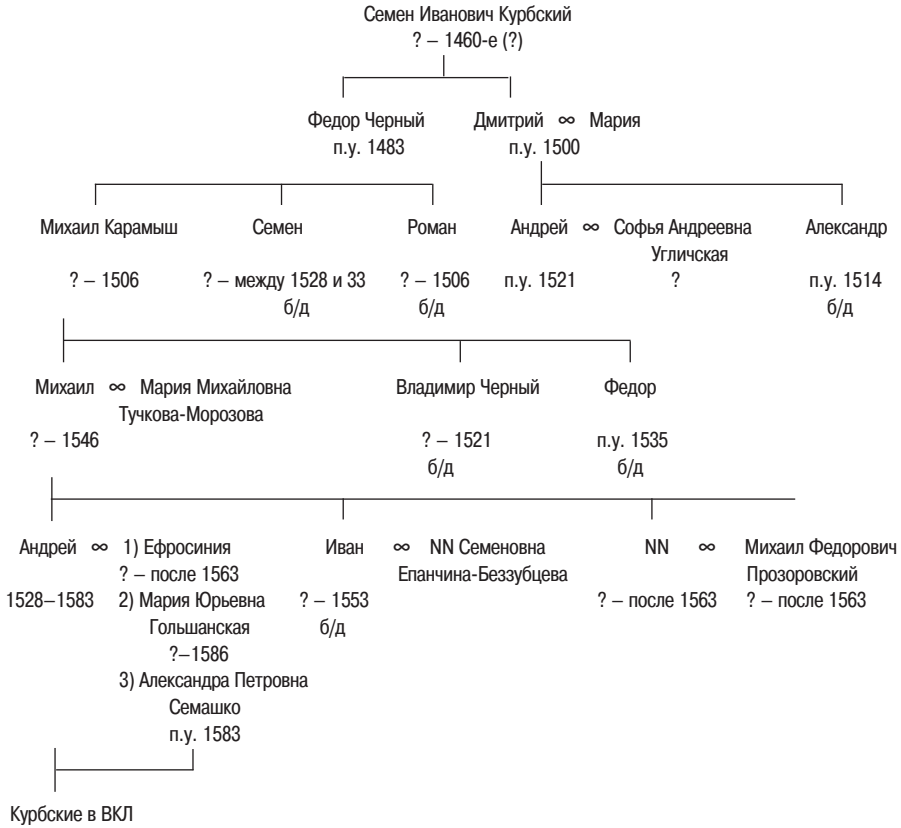 Семен Иванович Курбский
? – 1460-е (?)
Федор Черный Дмитрий ∞ Мария
п.у. 1483 п.у. 1500
Михаил Карамыш Семен Роман Андрей ∞ Софья Андреевна Александр
Угличская
? – 1506 ? – между 1528 и 33 ? – 1506 п.у. 1521 ? п.у. 1514
б/д б/д б/д
Михаил ∞ Мария Михайловна Владимир Черный Федор
Тучкова-Морозова
? – 1546 ? – 1521 п.у. 1535
б/д б/д
Андрей ∞ 1) Ефросиния Иван ∞ NN Семеновна NN ∞ Михаил Федорович
? – после 1563 Епанчина-Беззубцева Прозоровский
1528–1583 2) Мария Юрьевна ? – 1553 ? – после 1563 ? – после 1563
Гольшанская б/д
?–1586
3) Александра Петровна
Семашко
п.у. 1583
Курбские в ВКЛ